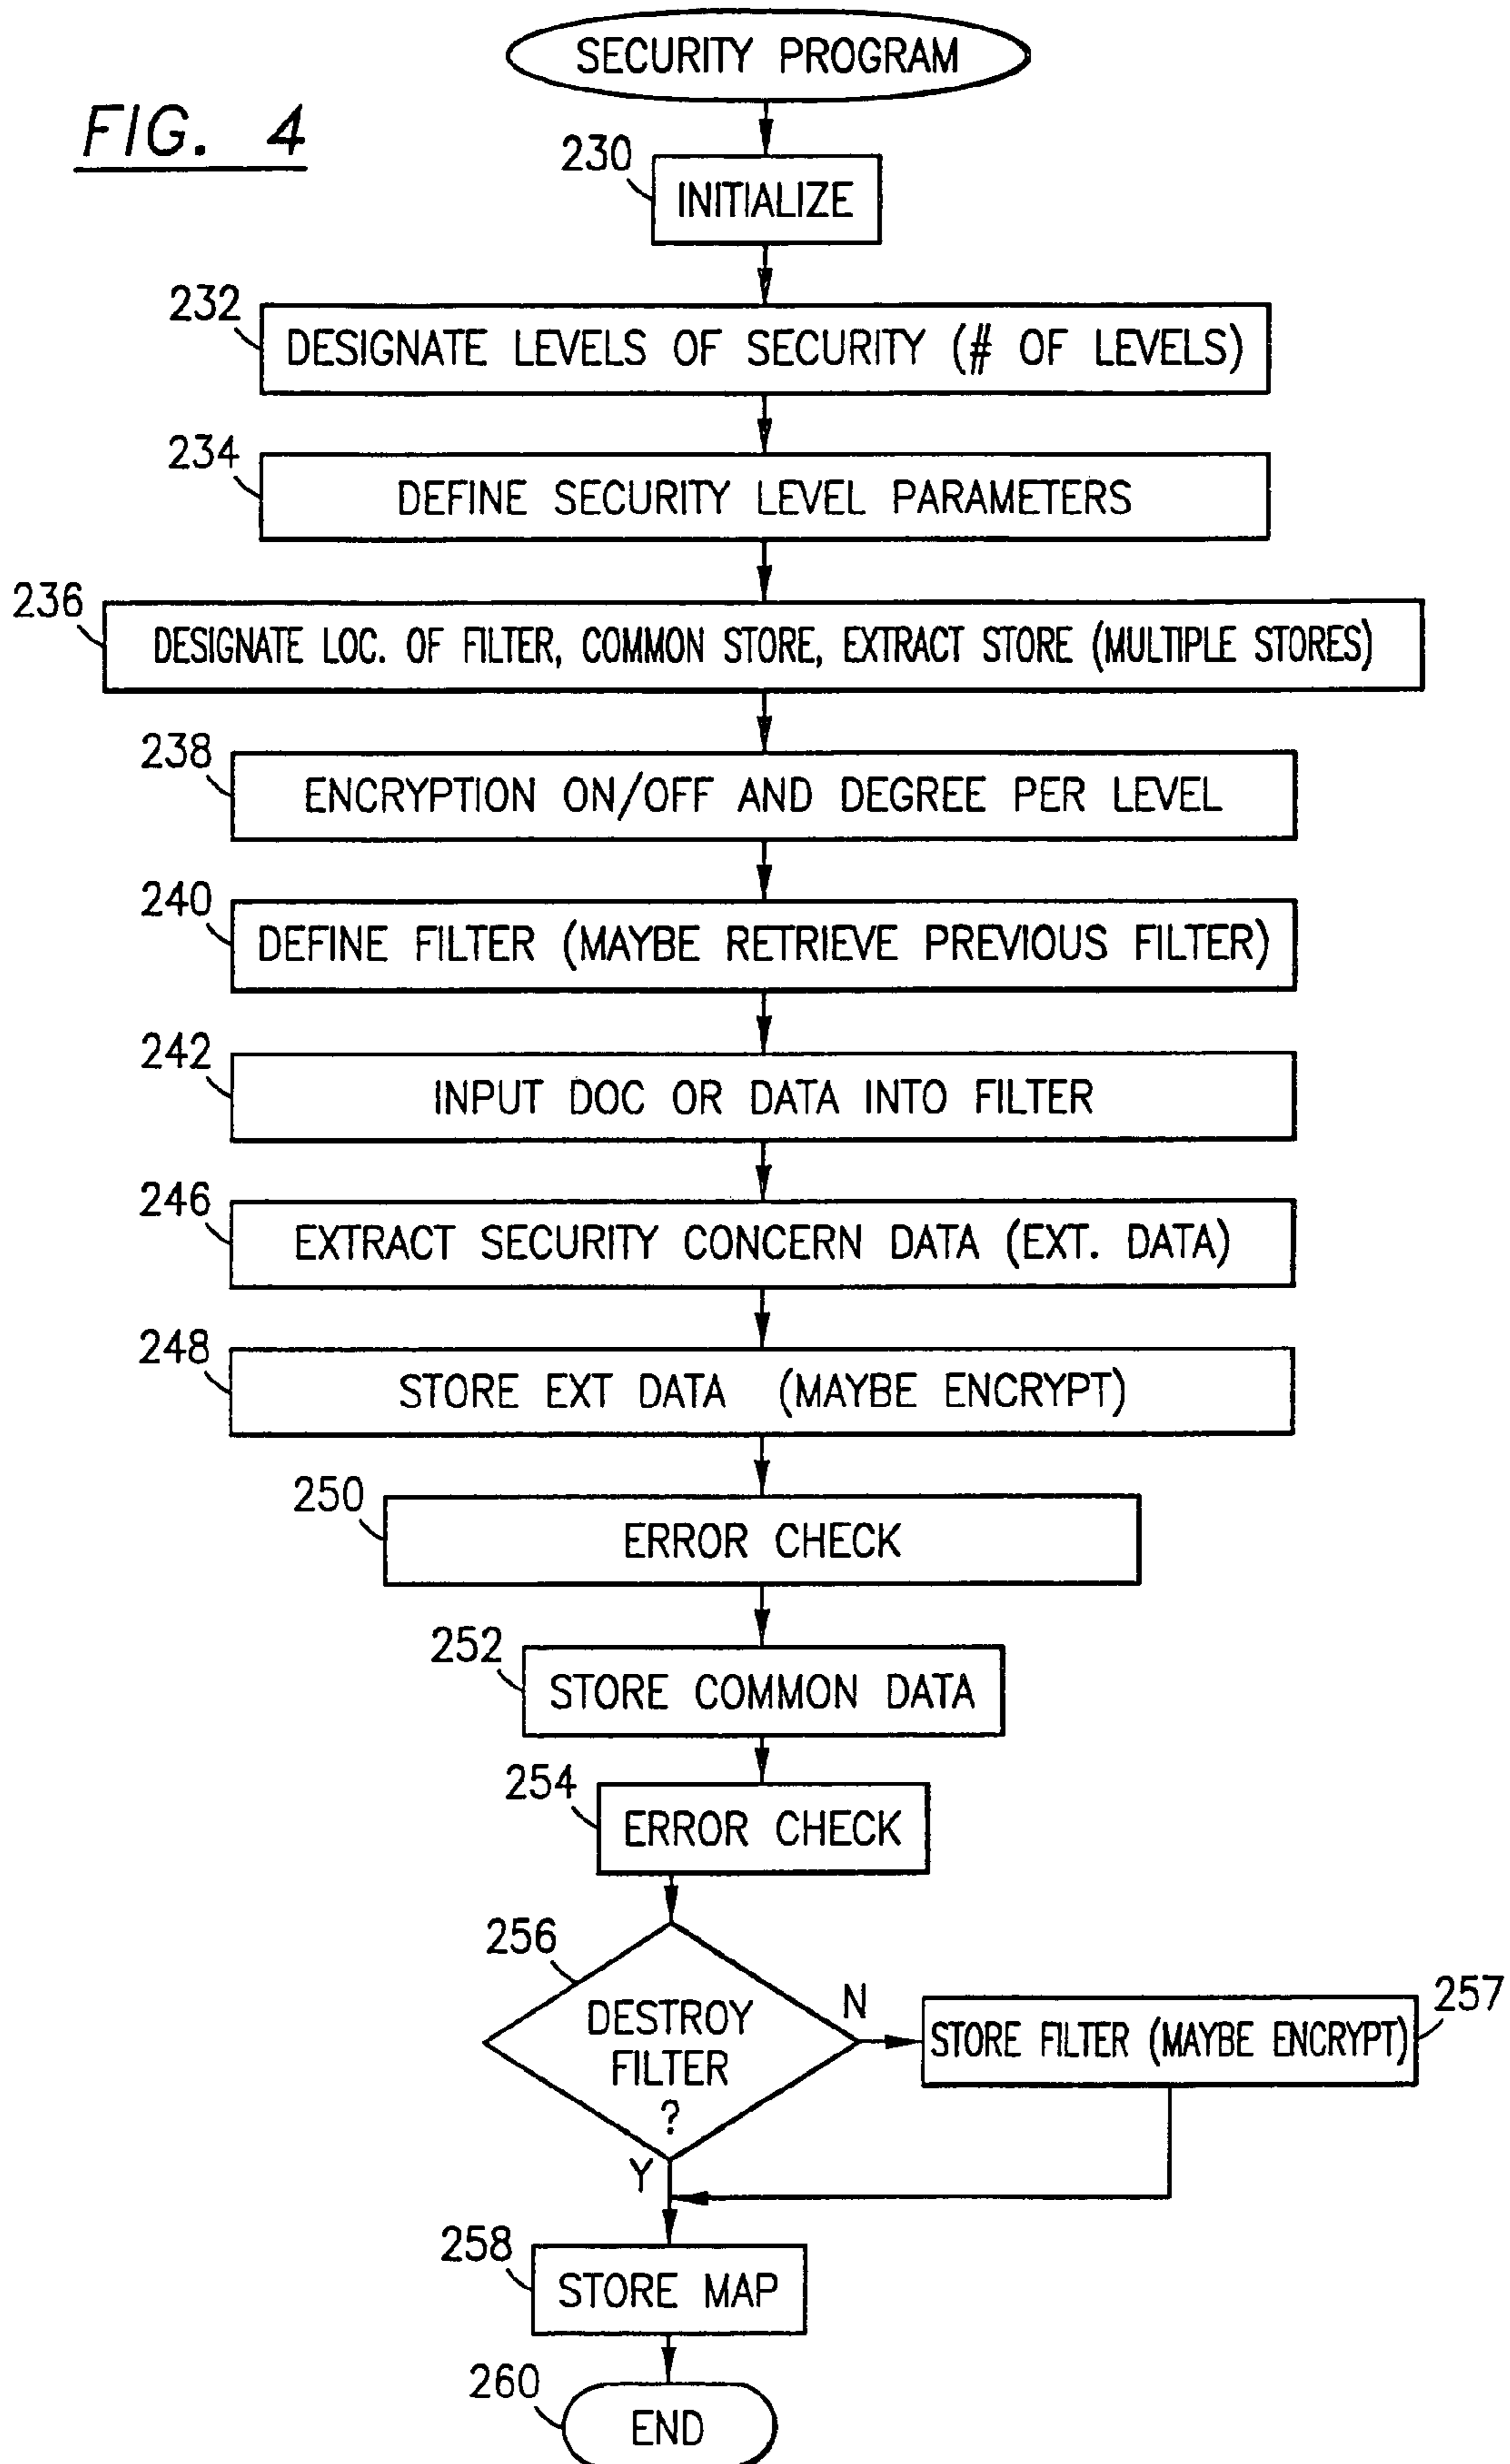 SECURITY PROGRAM
FIG. 4
230
INITIALIZE
232
DESIGNATE LEVELS OF SECURITY (# OF LEVELS)
234
DEFINE SECURITY LEVEL PARAMETERS
236
DESIGNATE LOC. OF FILTER, COMMON STORE, EXTRACT STORE (MULTIPLE STORES)
238
ENCRYPTION ON/OFF AND DEGREE PER LEVEL
240
DEFINE FILTER (MAYBE RETRIEVE PREVIOUS FILTER)
242
INPUT DOC OR DATA INTO FILTER
246
EXTRACT SECURITY CONCERN DATA (EXT. DATA)
248
STORE EXT DATA (MAYBE ENCRYPT)
250
ERROR CHECK
252
STORE COMMON DATA
254
ERROR CHECK
256
DESTROY
FILTER
?
N
257
STORE FILTER (MAYBE ENCRYPT)
Y
258
STORE MAP
260
END